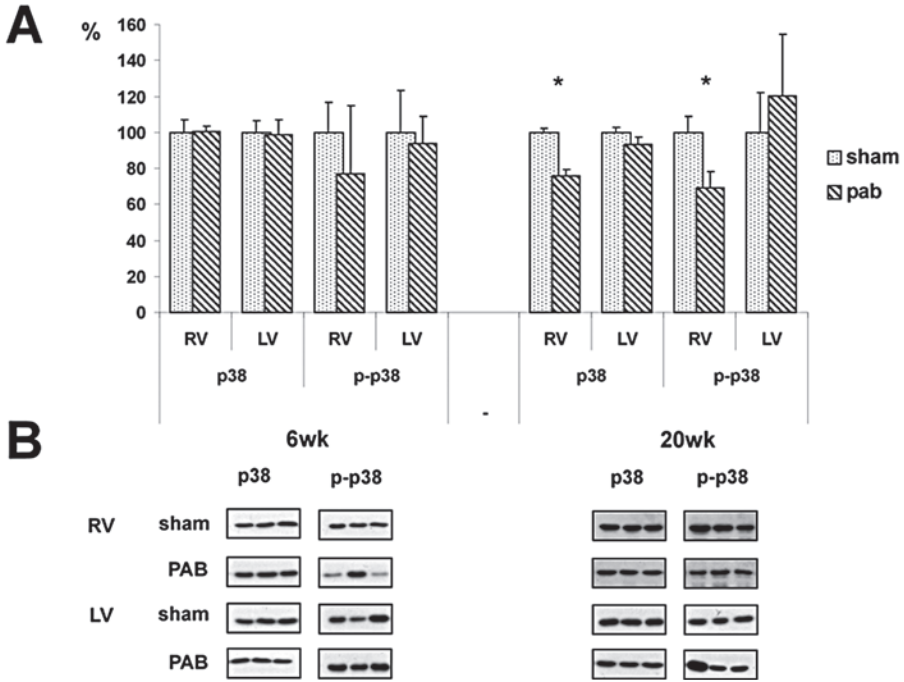 A
%
160
140
120
100
80
60
40
20
0
* *
sham
pab
RV LV RV LV RV LV RV LV
p38 p-p38 p38 p-p38
-
B
6wk 20wk
p38 p-p38 p38 p-p38
RV sham
PAB
LV sham
PAB